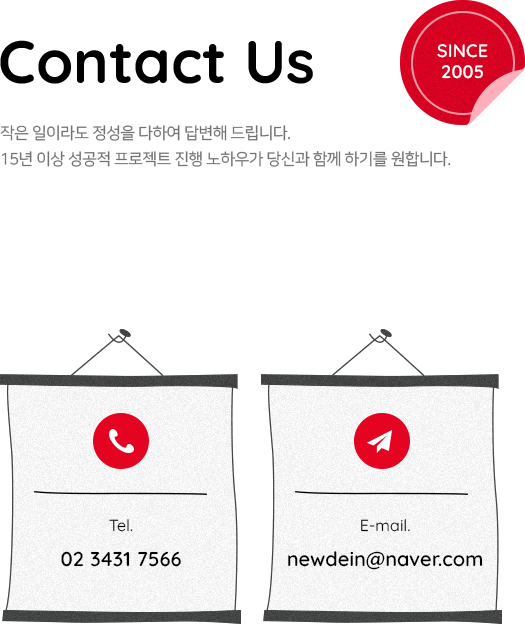 Contact Us
SINCE
2005
작은 일이라도 정성을 다하여 답변해 드립니다.
15년 이상 성공적 프로젝트 진행 노하우가 당신과 함께 하기를 원합니다.
Tel.
02 3431 7566
E-mail.
newdein@naver.com